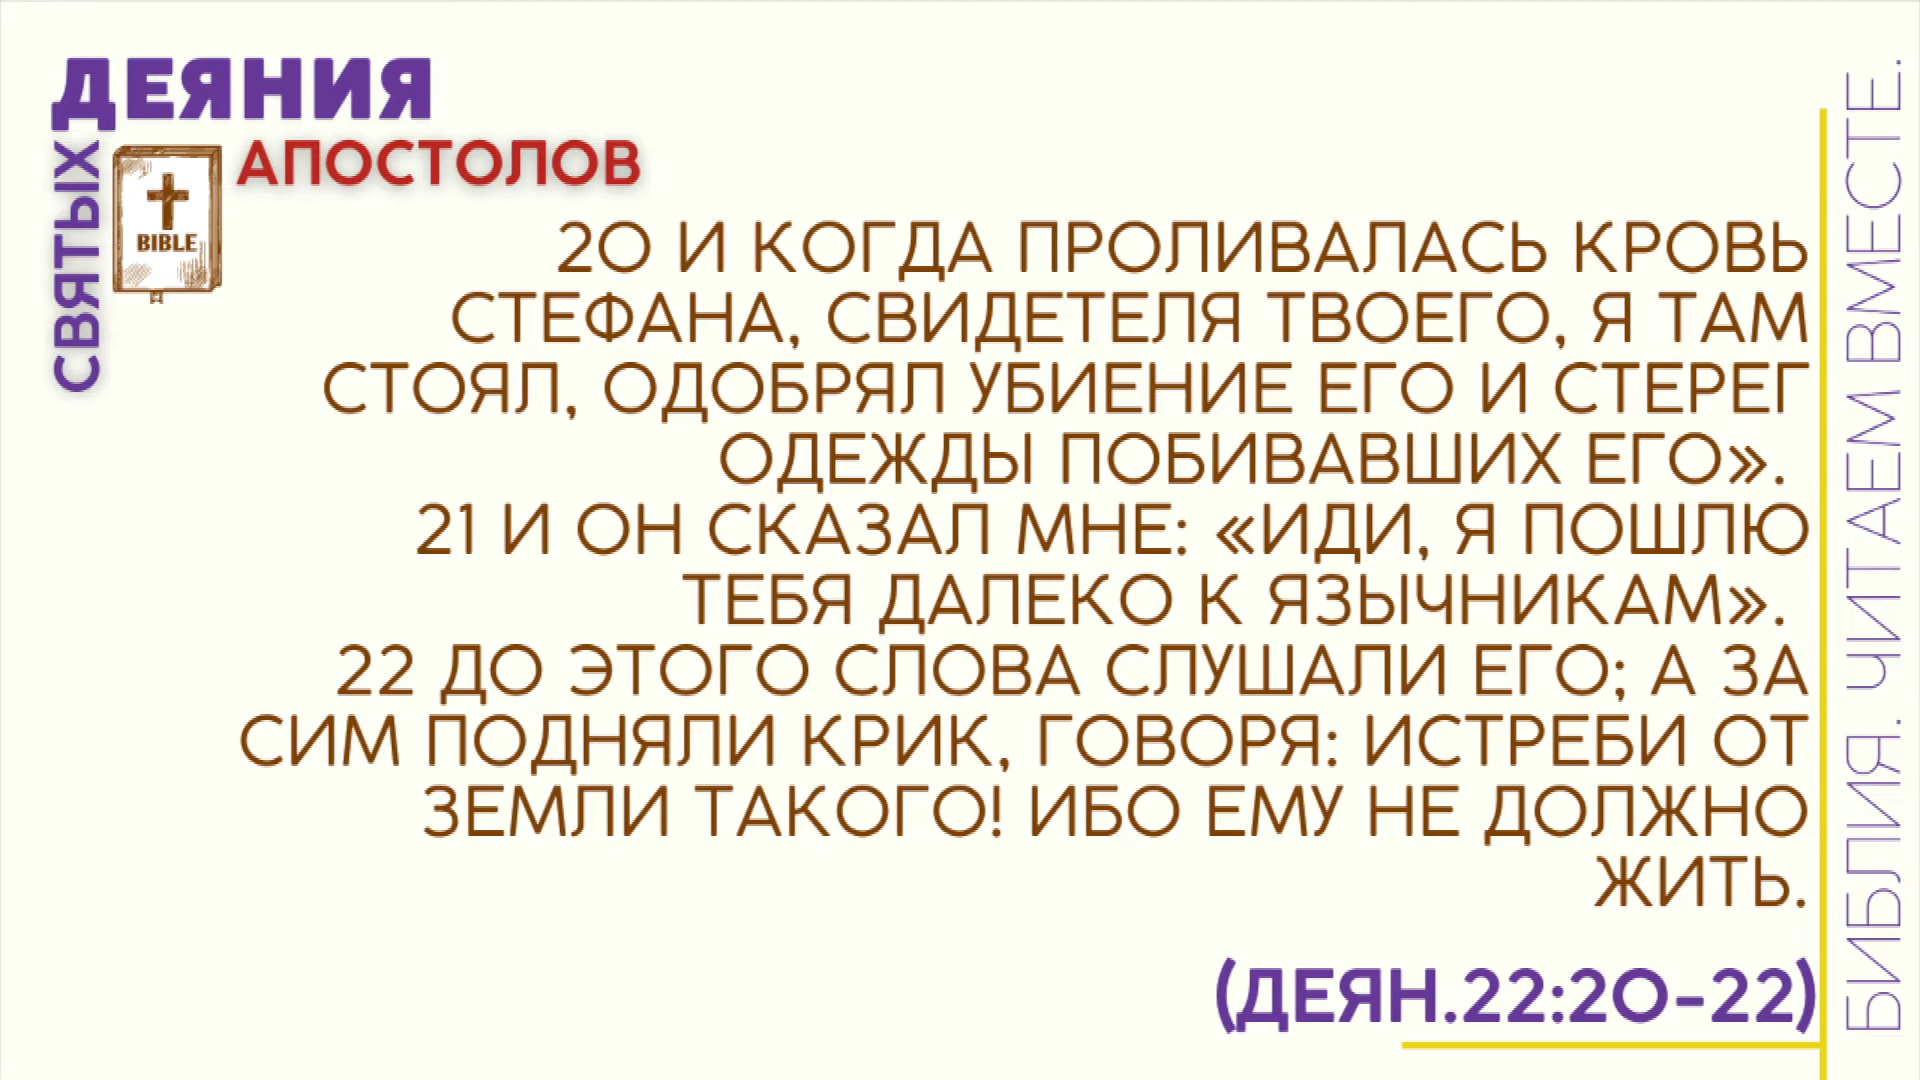 ДЕЯНИЯ
СВЯТЫХ
АПОСТОЛОВ
BIBLE
20 И КОГДА ПРОЛИВАЛАСЬ КРОВЬ
СТЕФАНА, СВИДЕТЕЛЯ ТВОЕГО, Я ТАМ
СТОЯЛ, ОДОБРЯЛ УБИЕНИЕ ЕГО И СТЕРЕГ
ОДЕЖДЫ ПОБИВАВШИХ ЕГО».
21 И ОН СКАЗАЛ МНЕ: «ИДИ, Я ПОШЛЮ
ТЕБЯ ДАЛЕКО К ЯЗЫЧНИКАМ».
22 ДО ЭТОГО СЛОВА СЛУШАЛИ ЕГО; А ЗА
СИМ ПОДНЯЛИ КРИК, ГОВОРЯ: ИСТРЕБИ ОТ
ЗЕМЛИ ТАКОГО! ИБО ЕМУ НЕ ДОЛЖНО
ЖИТЬ.
(ДЕЯН.22:20-22)
БИБЛИЯ. ЧИТАЕМ ВМЕСТЕ.